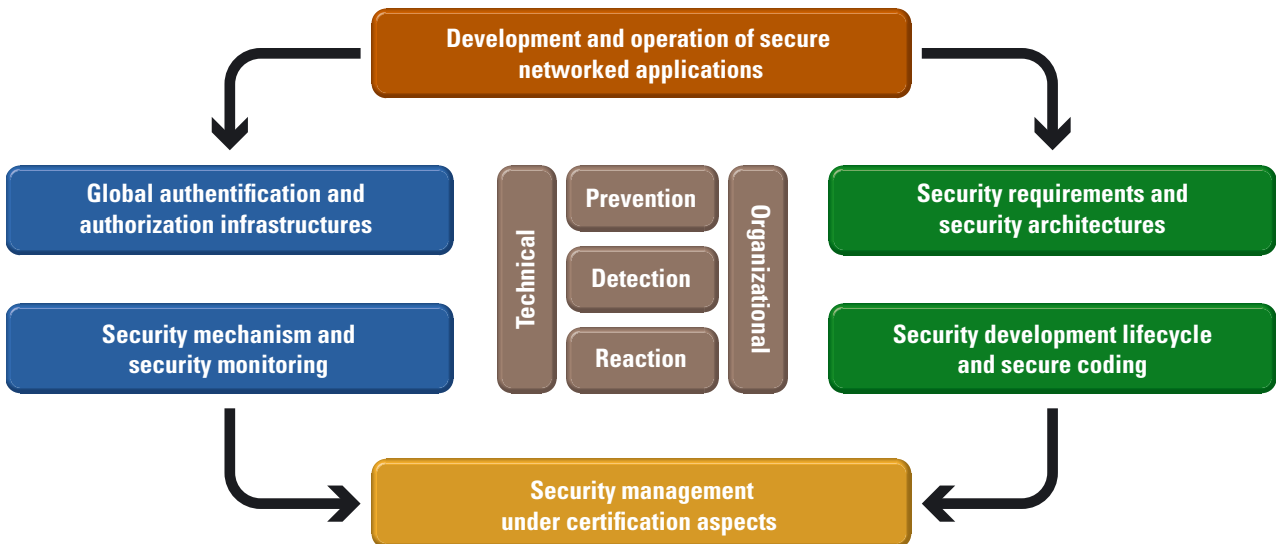 Development and operation of secure
networked applications
Global authentification and
authorization infrastructures
Security mechanism and
security monitoring
Technical
Prevention
Detection
Reaction
Organizational
Security requirements and
security architectures
Security development lifecycle
and secure coding
Security management
under certification aspects